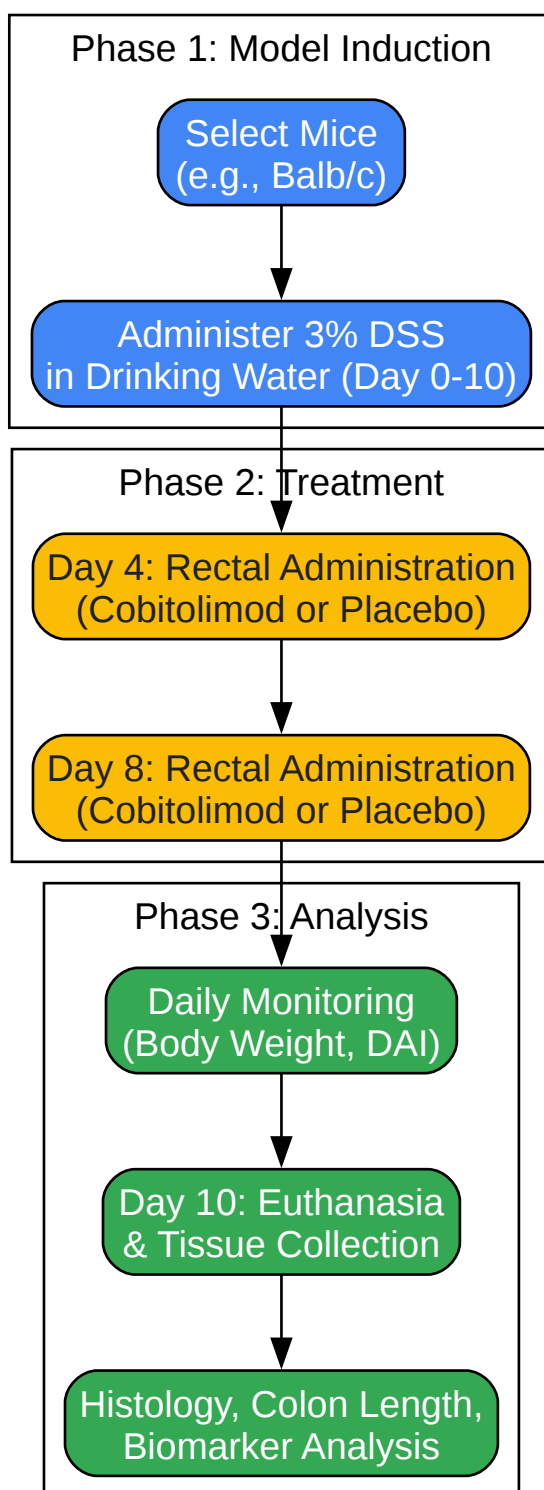 Phase 1: Model Induction
Select Mice
(e.g., Balb/c)
Administer 3% DSS
in Drinking Water (Day 0-10)
Phase 2: Treatment
Day 4: Rectal Administration
(Cobitolimod or Placebo)
Day 8: Rectal Administration
(Cobitolimod or Placebo)
Phase 3: Analysis
Daily Monitoring
(Body Weight, DAI)
Day 10: Euthanasia
& Tissue Collection
Histology, Colon Length,
Biomarker Analysis